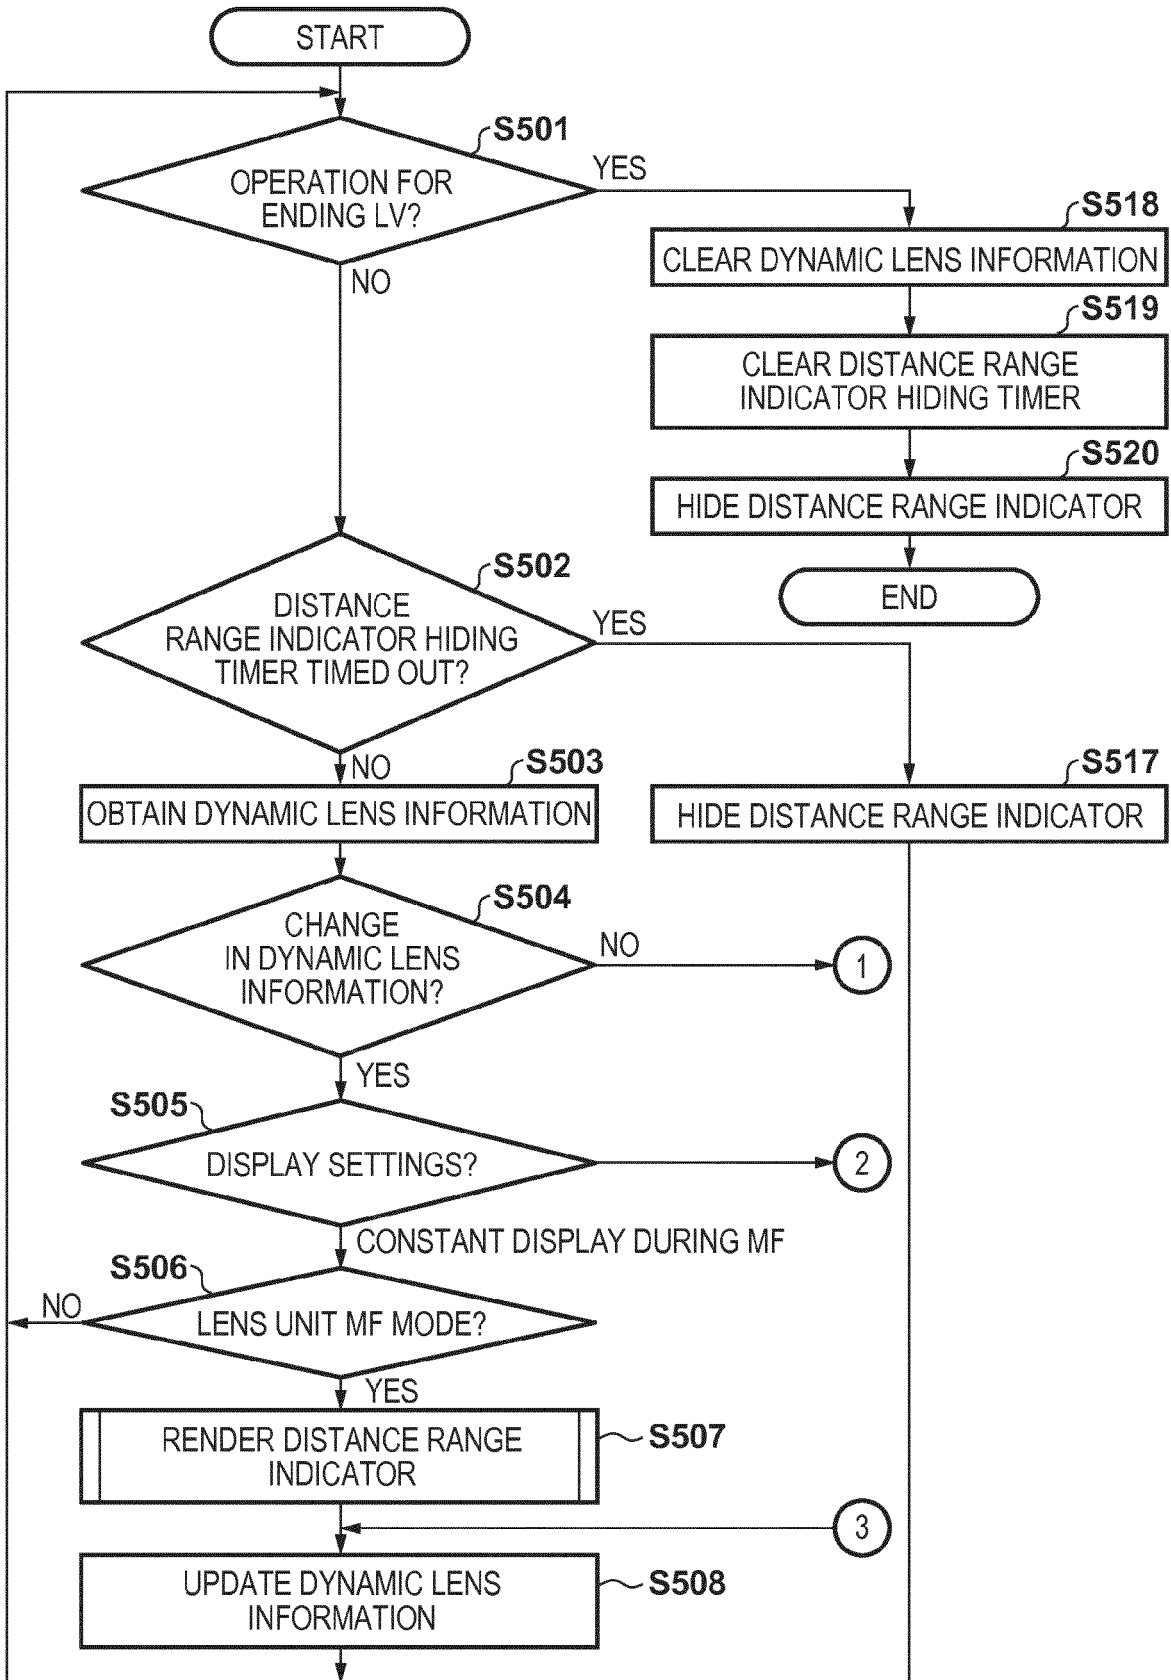 START
S501
OPERATION FOR
ENDING LV?
YES
NO
S518
CLEAR DYNAMIC LENS INFORMATION
S519
CLEAR DISTANCE RANGE
INDICATOR HIDING TIMER
S520
HIDE DISTANCE RANGE INDICATOR
END
S502
DISTANCE
RANGE INDICATOR HIDING
TIMER TIMED OUT?
YES
NO
S503
OBTAIN DYNAMIC LENS INFORMATION
S517
HIDE DISTANCE RANGE INDICATOR
S504
CHANGE
IN DYNAMIC LENS
INFORMATION?
NO
1
YES
S505
DISPLAY SETTINGS?
2
CONSTANT DISPLAY DURING MF
S506
NO
LENS UNIT MF MODE?
YES
RENDER DISTANCE RANGE
INDICATOR
S507
3
UPDATE DYNAMIC LENS
INFORMATION
S508